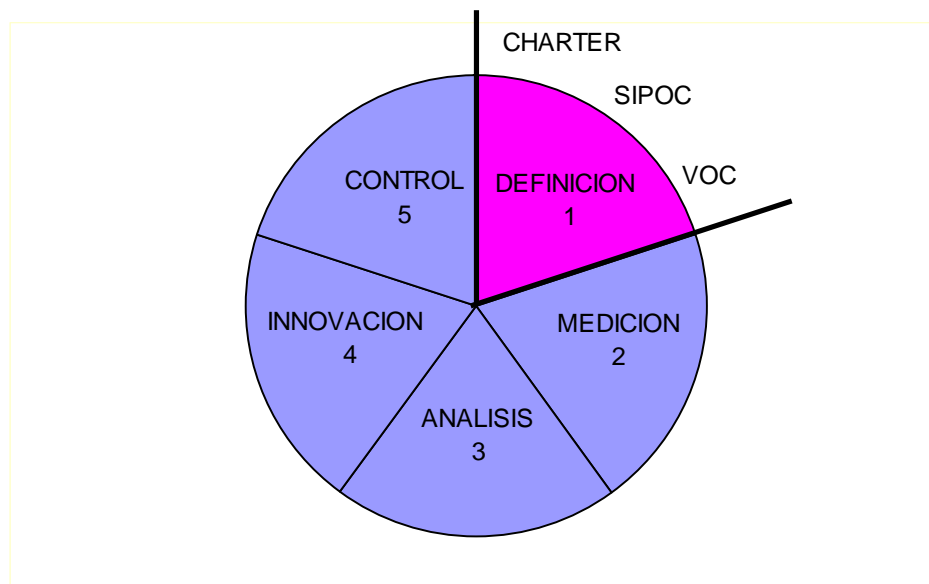 CHARTER
SIPOC
VOC
CONTROL
5
DEFINICION
1
INNOVACION
4
MEDICION
2
ANALISIS
3